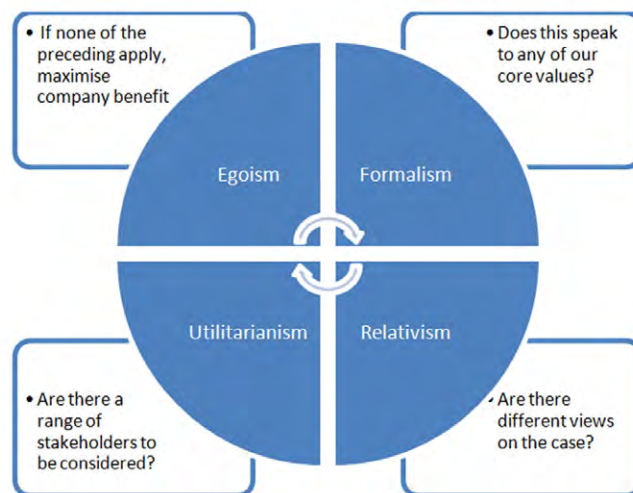 • If none of the
preceding apply,
maximise
company benefit
• Does this speak
to any of our
core values?
Egoism
Formalism
Utilitarianism
Relativism
• Are there a
range of
stakeholders to
be considered?
• Are there
different views
on the case?